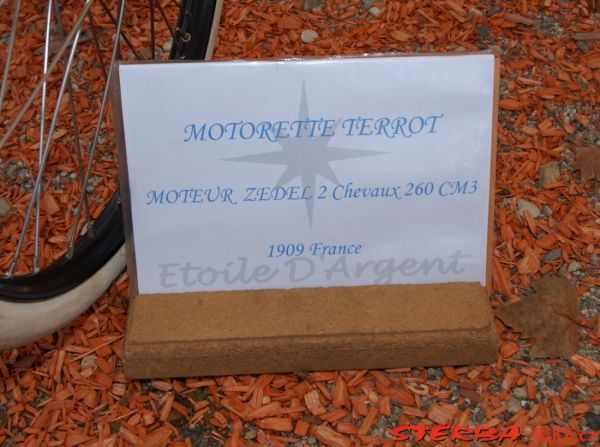 MOTORETTE TERROT
MOTEUR ZEDEL 2 Chevaux 260 CM3
1909 France
Etoile D'Argent
STERBA